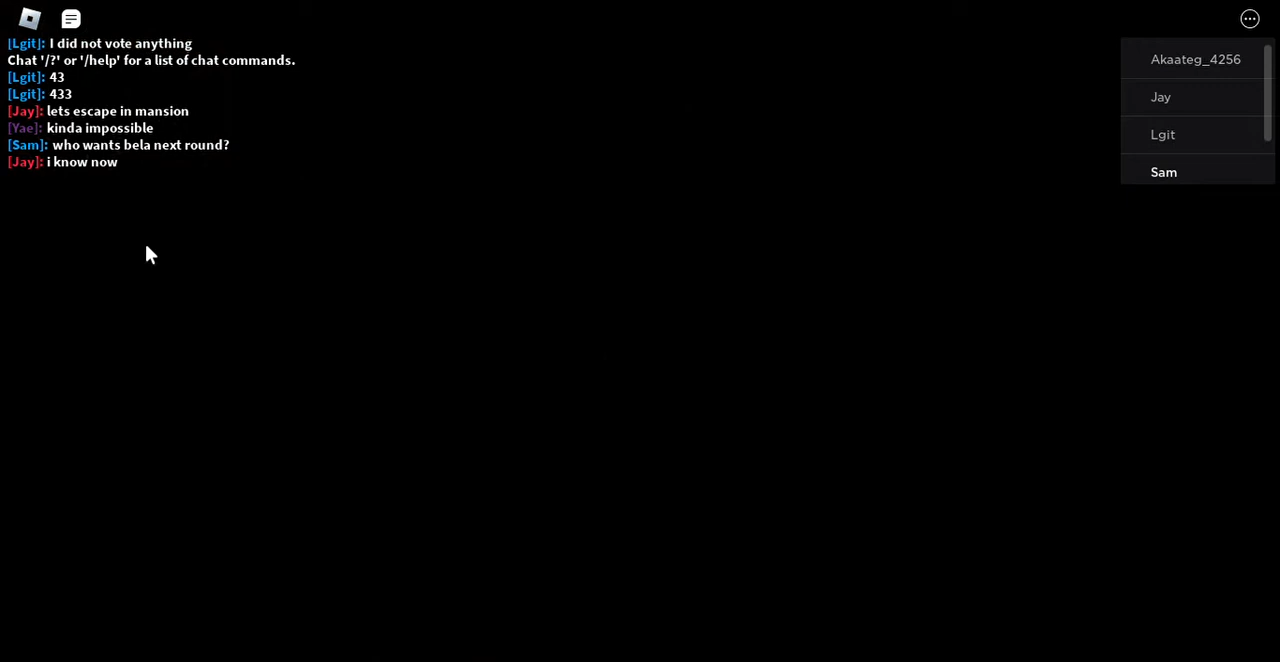 [Lgit]: I did not vote anything
Chat '/?' or '/help' for a list of chat commands.
[Lgit]: 43
[Lgit]: 433
[Jay]: lets escape in mansion
[Yae]: kinda impossible
[Sam]: who wants bela next round?
[Jay]: i know now
Akaateg_4256
Jay
Lgit
Sam